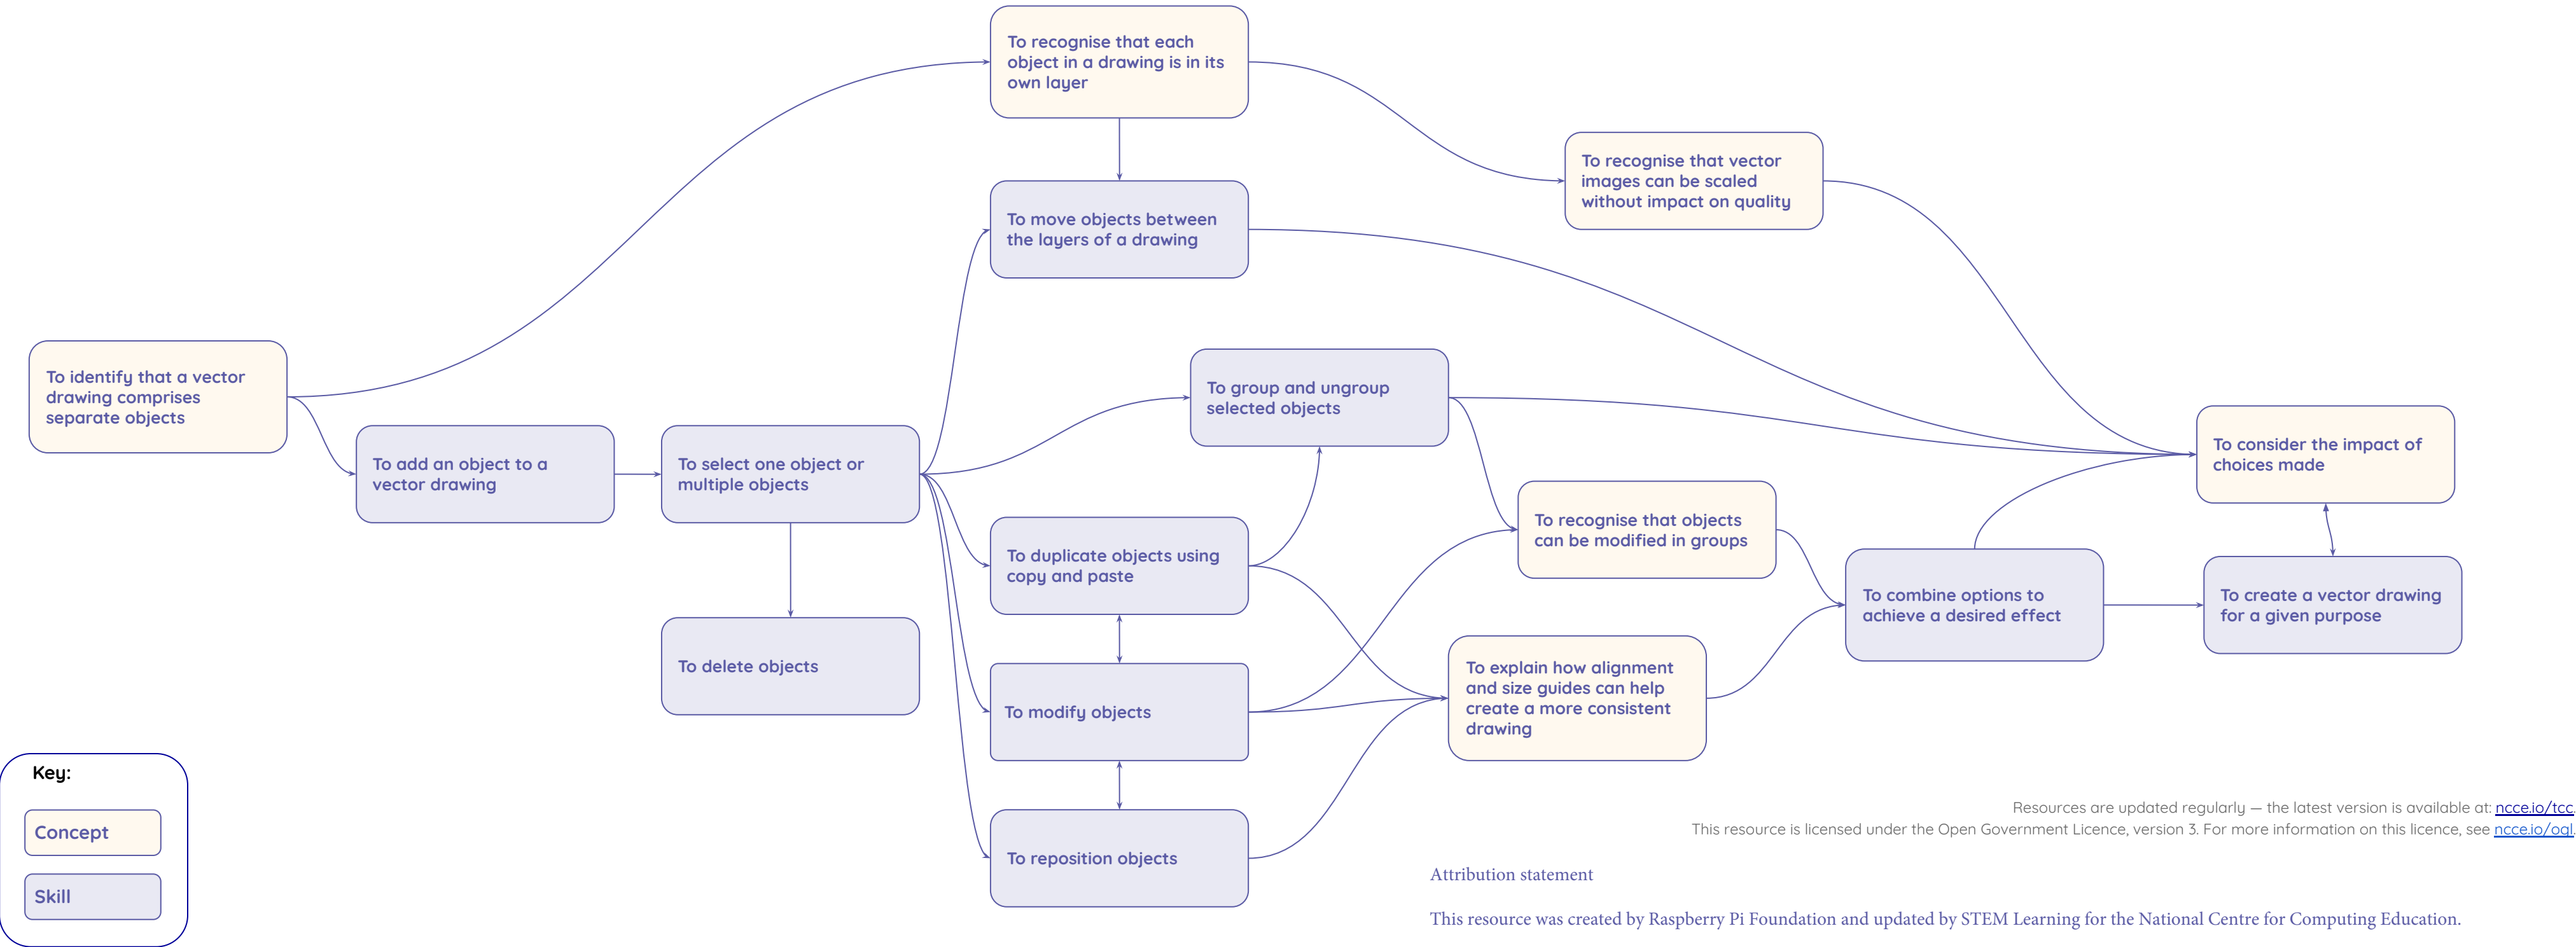 To recognise that each
object in a drawing is in its
own layer
To recognise that vector
images can be scaled
without impact on quality
To move objects between
the layers of a drawing
To identify that a vector
drawing comprises
separate objects
To group and ungroup
selected objects
To consider the impact of
choices made
To add an object to a
vector drawing
To select one object or
multiple objects
To recognise that objects
can be modified in groups
To duplicate objects using
copy and paste
To combine options to
achieve a desired effect
To create a vector drawing
for a given purpose
To delete objects
To explain how alignment
and size guides can help
create a more consistent
drawing
To modify objects
To reposition objects
Key:
Concept
Skill
Resources are updated regularly — the latest version is available at: ncce.io/tcc.
This resource is licensed under the Open Government Licence, version 3. For more information on this licence, see ncce.io/ogl.
Attribution statement
This resource was created by Raspberry Pi Foundation and updated by STEM Learning for the National Centre for Computing Education.